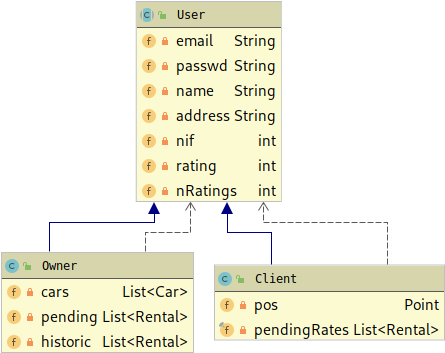 C User
f email String
f passwd String
f name String
f address String
f nif int
f rating int
f nRatings int
C Owner
f cars List<Car>
f pending List<Rental>
f historic List<Rental>
C Client
f pos Point
f pendingRates List<Rental>